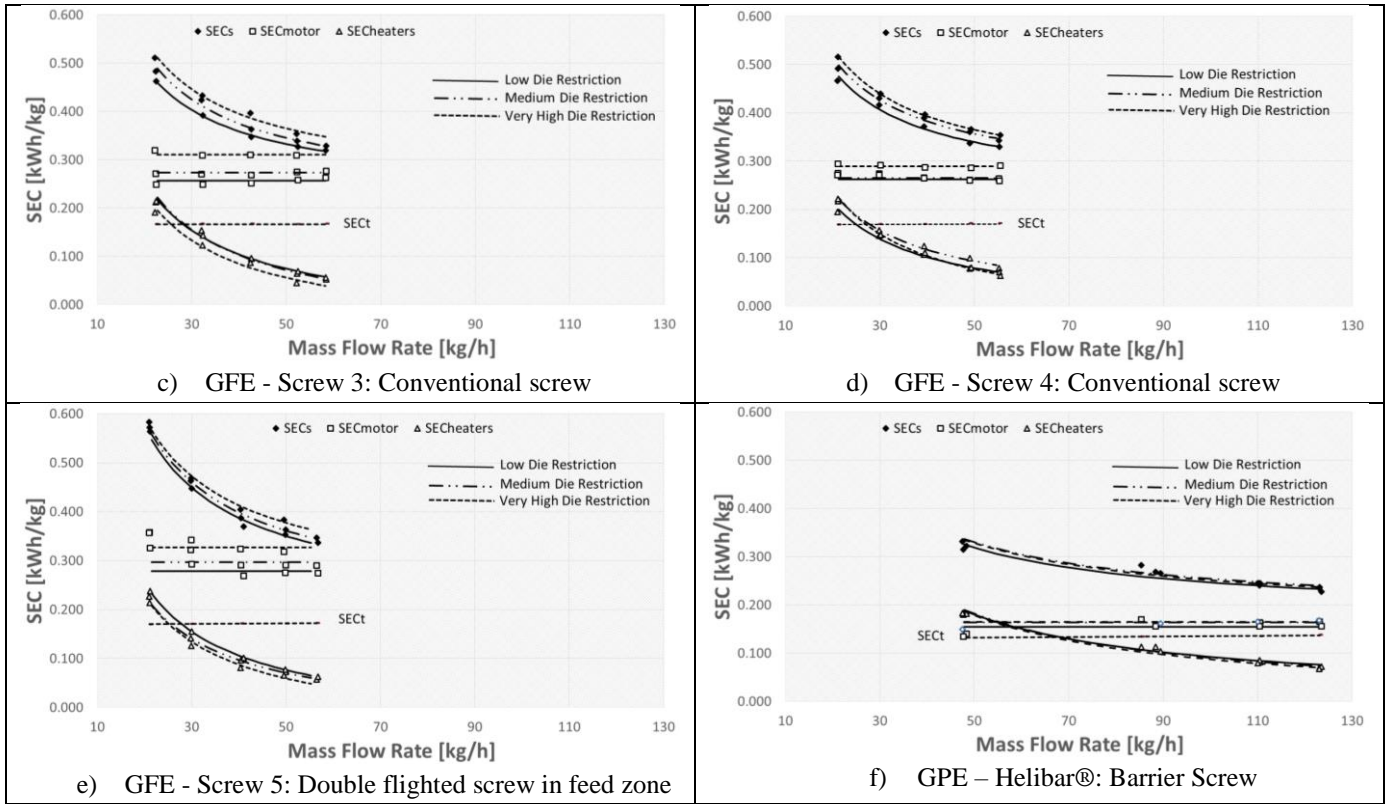 0.600
0.500
0.400
0.300
0.200
0.100
0.000
SEC [kWh/kg]
SECs SECmotor SECheaters
Low Die Restriction
Medium Die Restriction
Very High Die Restriction
SECt
10 30 50 70 90 110 130
Mass Flow Rate [kg/h]
c) GFE - Screw 3: Conventional screw
0.600
0.500
0.400
0.300
0.200
0.100
0.000
SEC [kWh/kg]
SECs SECmotor SECheaters
Low Die Restriction
Medium Die Restriction
Very High Die Restriction
SECt
10 30 50 70 90 110 130
Mass Flow Rate [kg/h]
d) GFE - Screw 4: Conventional screw
0.600
0.500
0.400
0.300
0.200
0.100
0.000
SEC [kWh/kg]
SECs SECmotor SECheaters
Low Die Restriction
Medium Die Restriction
Very High Die Restriction
SECt
10 30 50 70 90 110 130
Mass Flow Rate [kg/h]
e) GFE - Screw 5: Double flighted screw in feed zone
0.600
0.500
0.400
0.300
0.200
0.100
0.000
SEC [kWh/kg]
SECs SECmotor SECheaters
Low Die Restriction
Medium Die Restriction
Very High Die Restriction
SECt
10 30 50 70 90 110 130
Mass Flow Rate [kg/h]
f) GPE – Helibar®: Barrier Screw